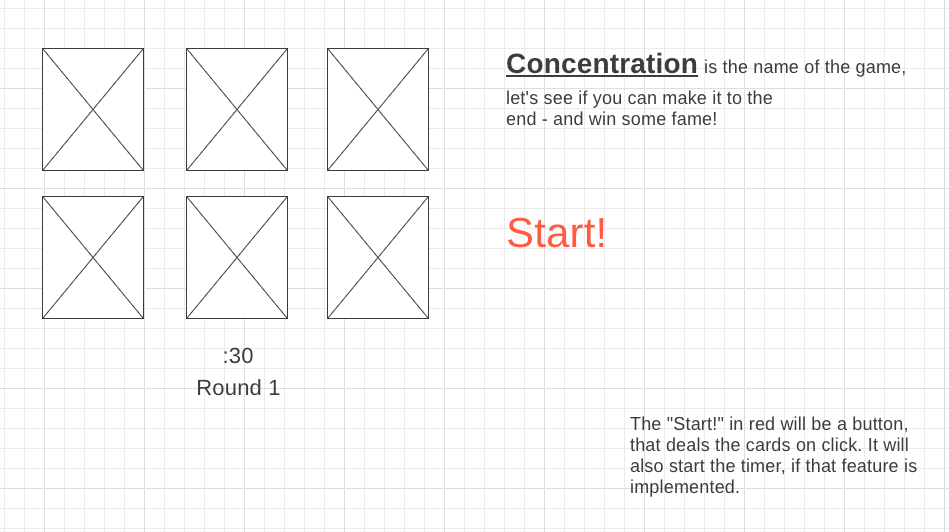 Concentration is the name of the game,
let's see if you can make it to the
end - and win some fame!
Start!
:30
Round 1
The "Start!" in red will be a button,
that deals the cards on click. It will
also start the timer, if that feature is
implemented.